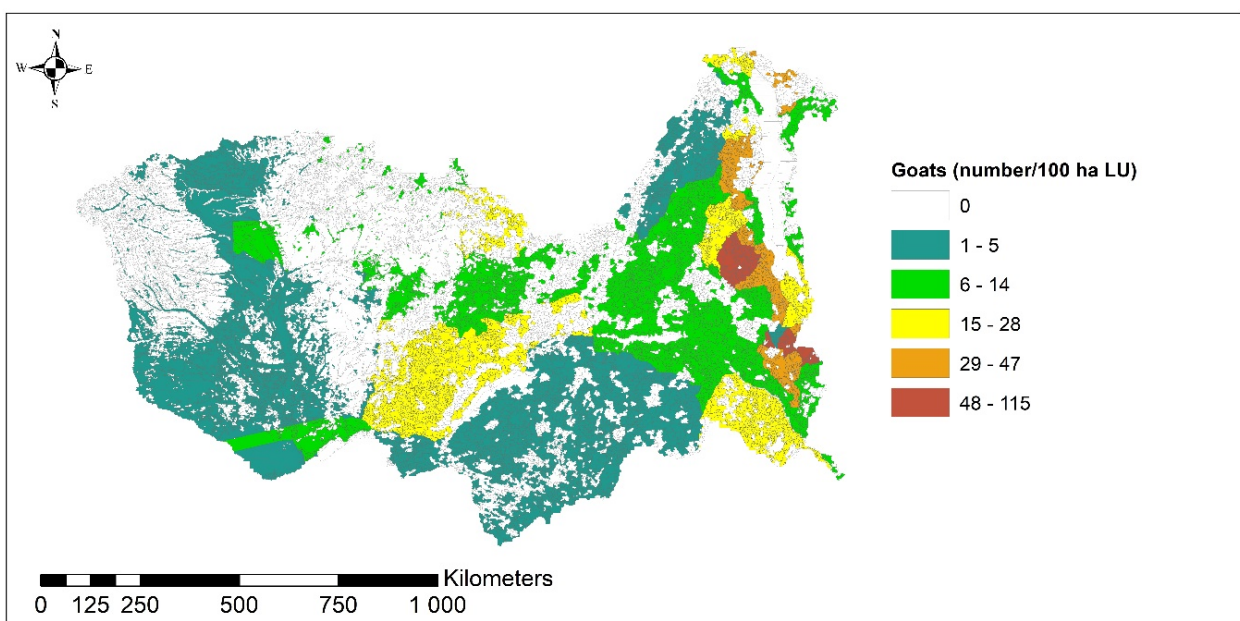 N
W E
S
Goats (number/100 ha LU)
0
1 - 5
6 - 14
15 - 28
29 - 47
48 - 115
Kilometers
0 125 250 500 750 1 000